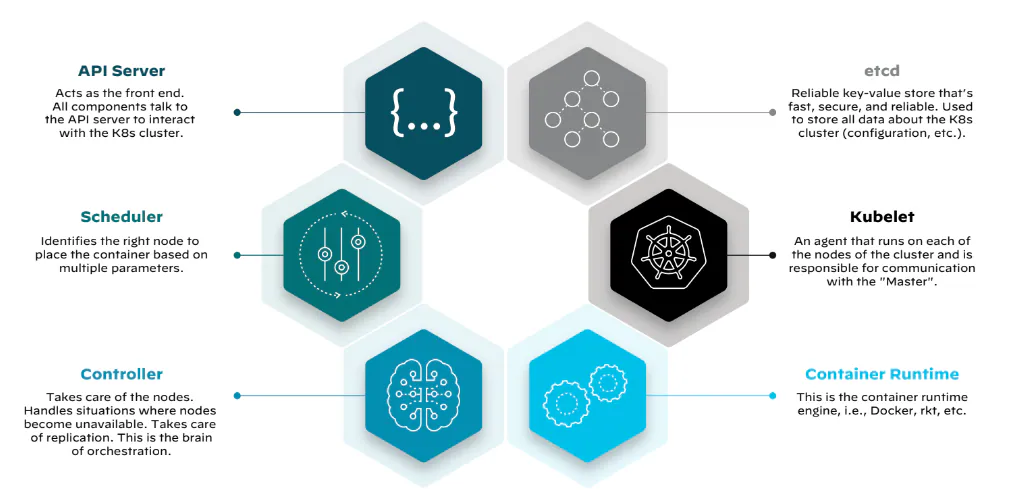 API Server
Acts as the front end.
All components talk to
the API server to interact
with the K8s cluster.
{...}
etcd
Reliable key-value store that's
fast, secure, and reliable. Used
to store all data about the K8s
cluster (configuration, etc.).
Scheduler
Identifies the right node to
place the container based on
multiple parameters.
Kubelet
An agent that runs on each of
the nodes of the cluster and is
responsible for communication
with the "Master".
Controller
Takes care of the nodes.
Handles situations where nodes
become unavailable. Takes care
of replication. This is the brain
of orchestration.
Container Runtime
This is the container runtime
engine, i.e., Docker, rkt, etc.